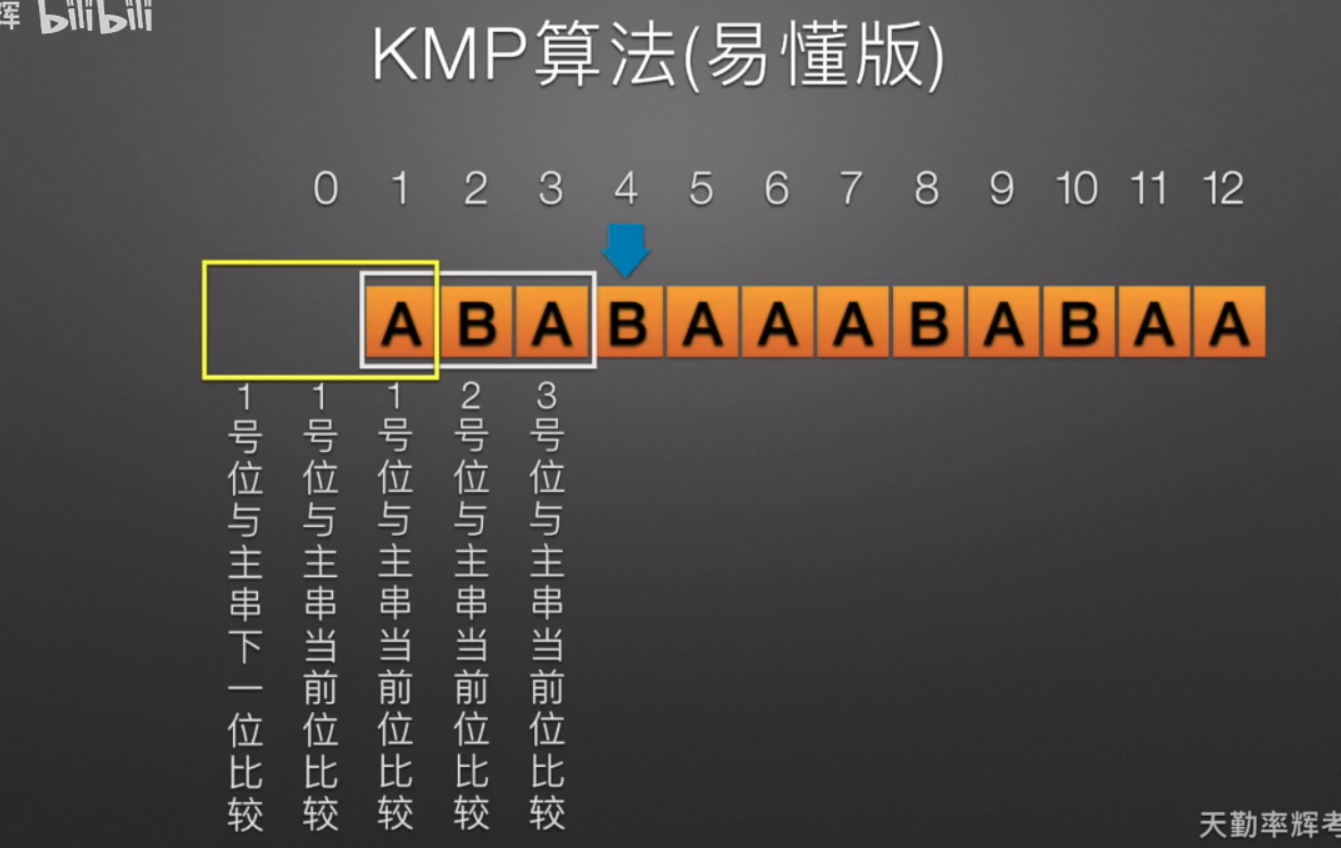 辉 bilibili
KMP算法(易懂版)
0 1 2 3 4 5 6 7 8 9 10 11 12
A B A B A A A B A B A A
1号位与主串下一位比较
1号位与主串当前位比较
1号位与主串当前位比较
2号位与主串当前位比较
3号位与主串当前位比较
天勤率辉考